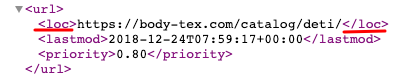 ▼<url>
<loc>https://body-tex.com/catalog/deti/</loc>
<lastmod>2018-12-24T07:59:17+00:00</lastmod>
<priority>0.80</priority>
</url>